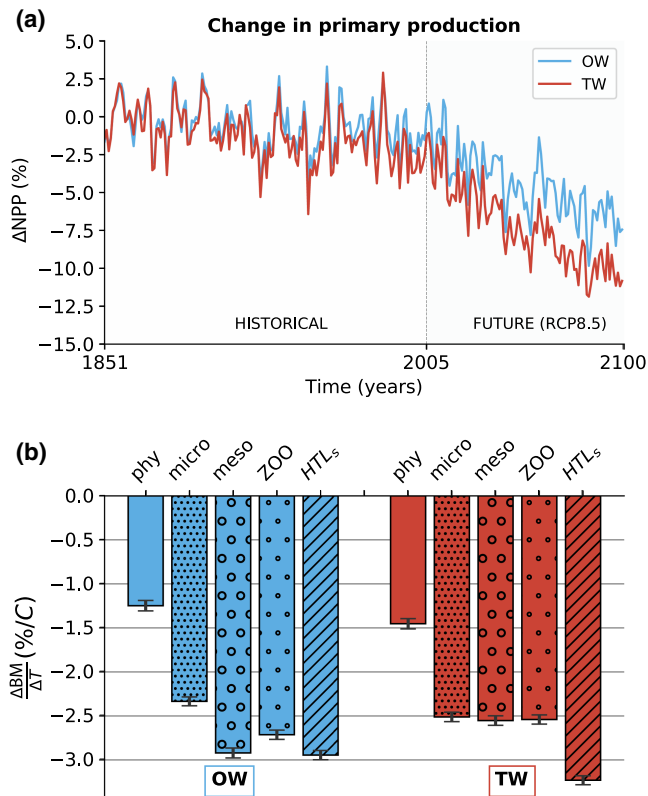 (a)
Change in primary production
5.0
2.5
0.0
−2.5
−5.0
−7.5
−10.0
−12.5
−15.0
ΔNPP (%)
OW
TW
HISTORICAL
FUTURE (RCP8.5)
1851
2005
2100
Time (years)
(b)
phy
micro
meso
ZOO
HTLs
phy
micro
meso
ZOO
HTLs
0.0
−0.5
−1.0
−1.5
−2.0
−2.5
−3.0
ΔBM/ΔT (%/C)
OW
TW